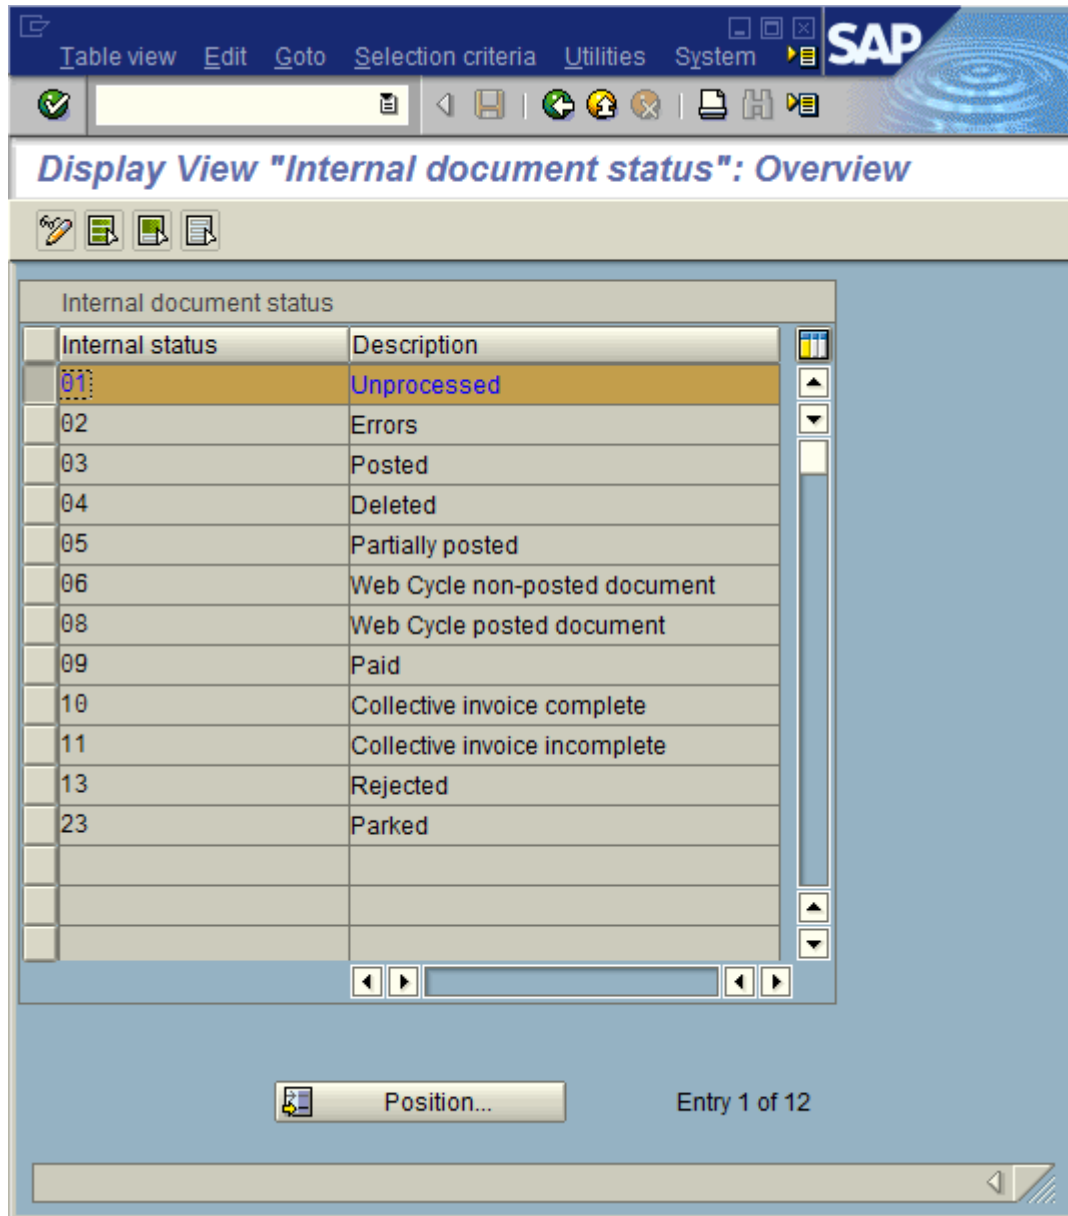 Table view Edit Goto Selection criteria Utilities System SAP
Display View "Internal document status": Overview
Internal document status
Internal status Description
01 Unprocessed
02 Errors
03 Posted
04 Deleted
05 Partially posted
06 Web Cycle non-posted document
08 Web Cycle posted document
09 Paid
10 Collective invoice complete
11 Collective invoice incomplete
13 Rejected
23 Parked
Position... Entry 1 of 12